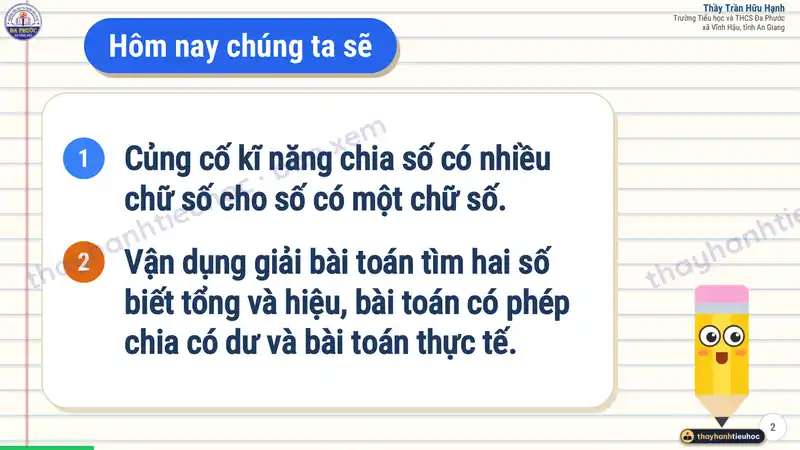 Thầy Trần Hữu Hạnh
Trường Tiểu học và THCS Đa Phước
xã Vĩnh Hậu, tỉnh An Giang
ĐA PHƯỚC
Hôm nay chúng ta sẽ
1 Củng cố kĩ năng chia số có nhiều
chữ số cho số có một chữ số.
2 Vận dụng giải bài toán tìm hai số
biết tổng và hiệu, bài toán có phép
chia có dư và bài toán thực tế.
thayhanhtieuhoc
2